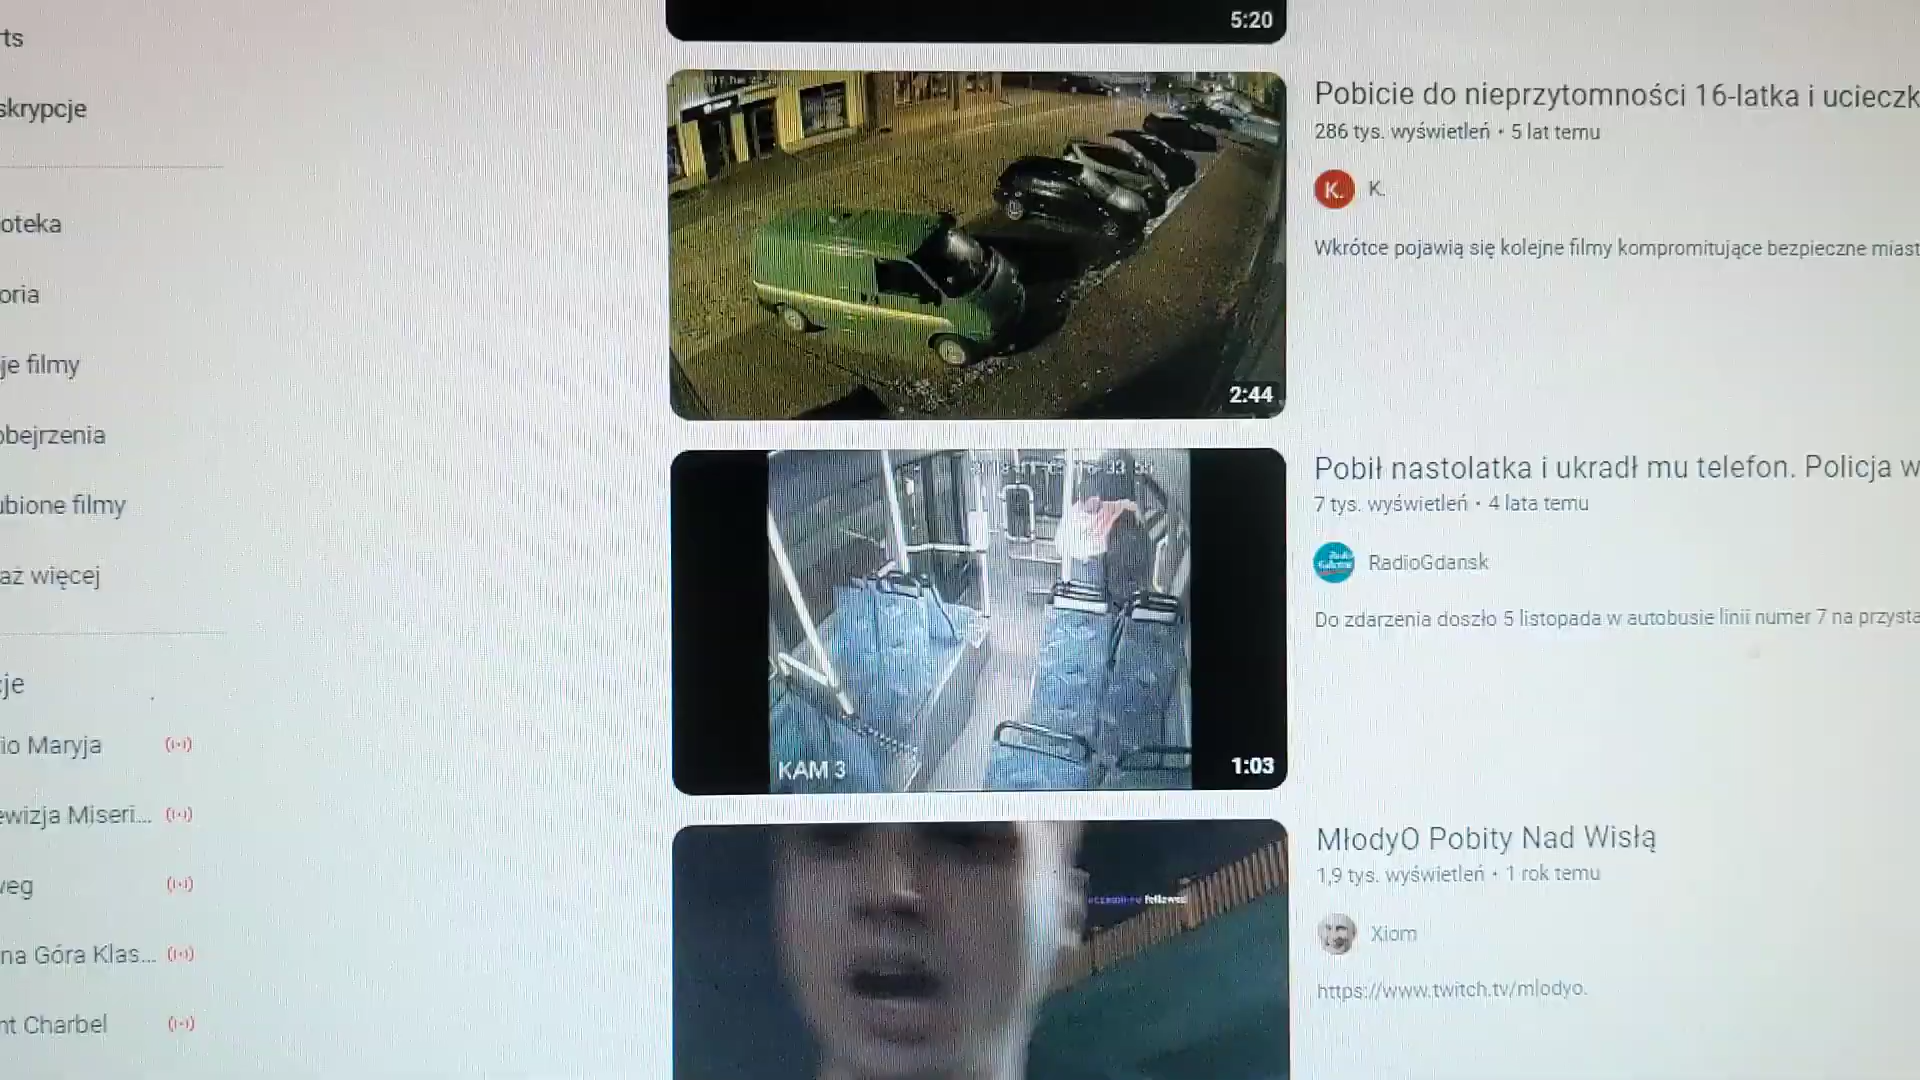 rts
skrypcje
oteka
oria
je filmy
obejrzenia
ubione filmy
aż więcej
cje
io Maryja
ewizja Miseri...
weg
na Góra Klas...
nt Charbel
5:20
2:44
Pobicie do nieprzytomności 16-latka i ucieczk
286 tys. wyświetleń • 5 lat temu
K.
K.
Wkrótce pojawią się kolejne filmy kompromitujące bezpieczne miast
KAM 3
1:03
Pobił nastolatka i ukradł mu telefon. Policja w
7 tys. wyświetleń • 4 lata temu
RadioGdansk
Do zdarzenia doszło 5 listopada w autobusie linii numer 7 na przysta
followed
MłodyO Pobity Nad Wisłą
1,9 tys. wyświetleń • 1 rok temu
Xiom
https://www.twitch.tv/mlodyo.